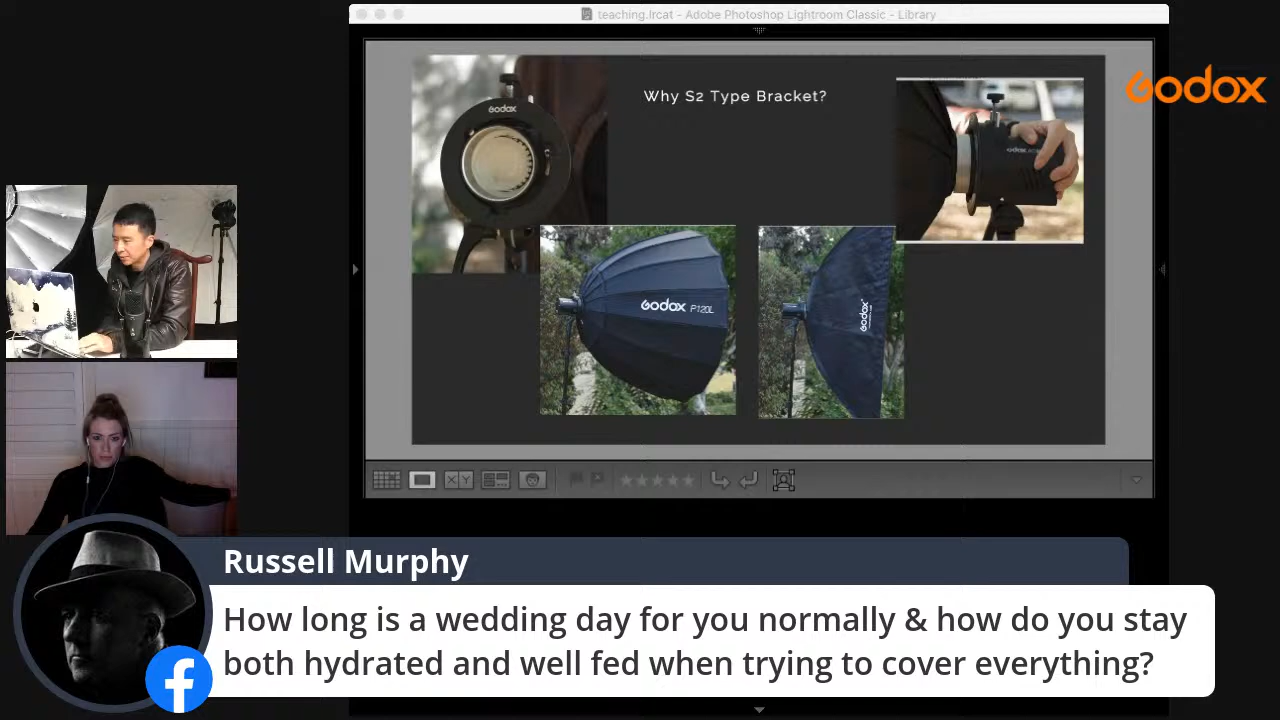 teaching.lrcat - Adobe Photoshop Lightroom Classic - Library
Godox
Why S2 Type Bracket?
Godox
Godox
Godox P120L
Godox
X Y
Russell Murphy
How long is a wedding day for you normally & how do you stay
both hydrated and well fed when trying to cover everything?